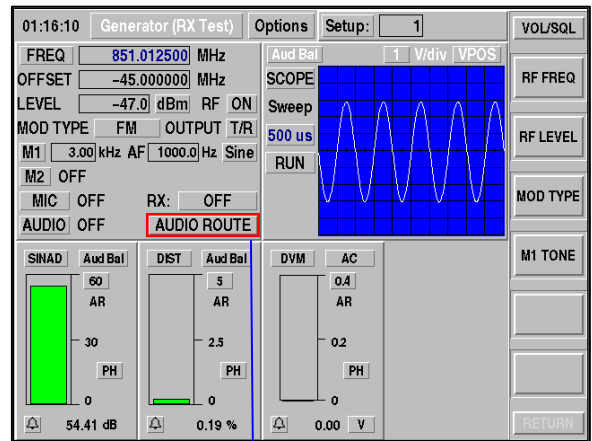 01:16:10 Generator (RX Test) Options Setup: 1
FREQ 851.012500 MHz
OFFSET -45.000000 MHz
LEVEL -47.0 dBm RF ON
MOD TYPE FM OUTPUT T/R
M1 3.00 kHz AF 1000.0 Hz Sine
M2 OFF
MIC OFF RX: OFF
AUDIO OFF AUDIO ROUTE
Aud Bal 1 V/div VPOS
SCOPE
Sweep
500 us
RUN
SINAD Aud Bal
60
AR
30
PH
0
54.41 dB
DIST Aud Bal
5
AR
2.5
PH
0
0.19 %
DVM AC
0.4
AR
0.2
PH
0
0.00 V
VOL/SQL
RF FREQ
RF LEVEL
MOD TYPE
M1 TONE
RETURN